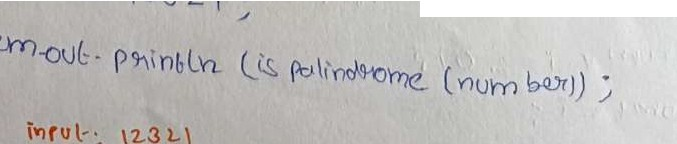 m.out.println (is palindrome (number));
input: 12321